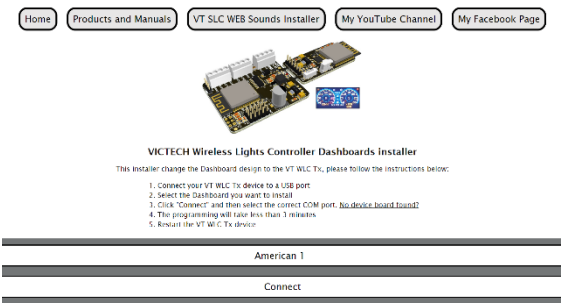 Home
Products and Manuals
VT SLC WEB Sounds Installer
My YouTube Channel
My Facebook Page
VICTECH Wireless Lights Controller Dashboards installer
This installer change the Dashboard design to the VT WLC Tx, please follow the instructions below:
1. Connect your VT WLC Tx device to a USB port
2. Select the Dashboard you want to install
3. Click "Connect" and then select the correct COM port. No device board found?
4. The programming will take less than 3 minutes
5. Restart the VT WLC Tx device
American 1
Connect